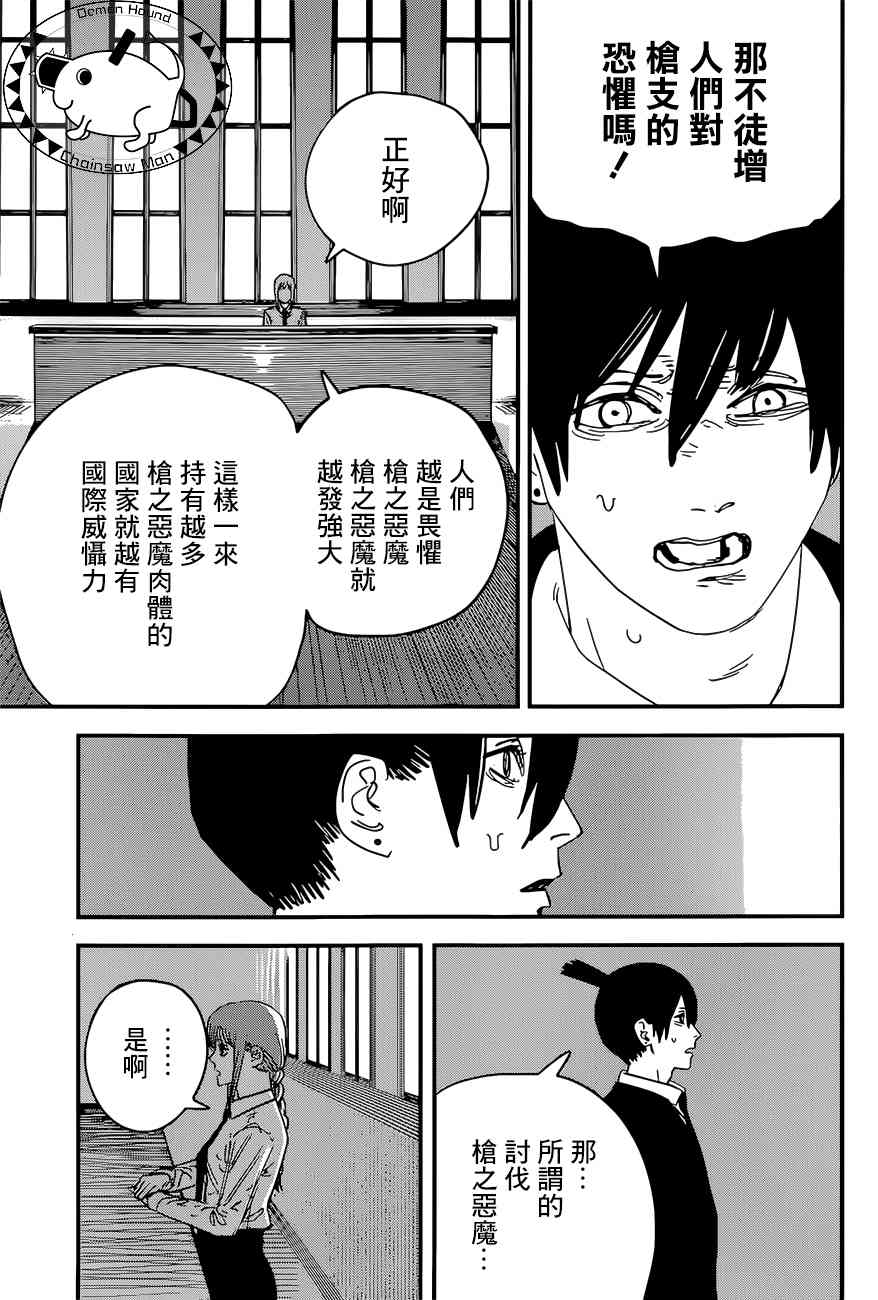 那不徒增
人們對
槍支的
恐懼嗎！
正好啊
人們
越是畏懼
槍之惡魔
槍之惡魔就
越發強大
這樣一來
持有越多
槍之惡魔肉體的
國家就越有
國際威懾力
那…
所謂的
討伐
槍之惡魔…
……
是啊
Demon Hound
Chainsaw Man